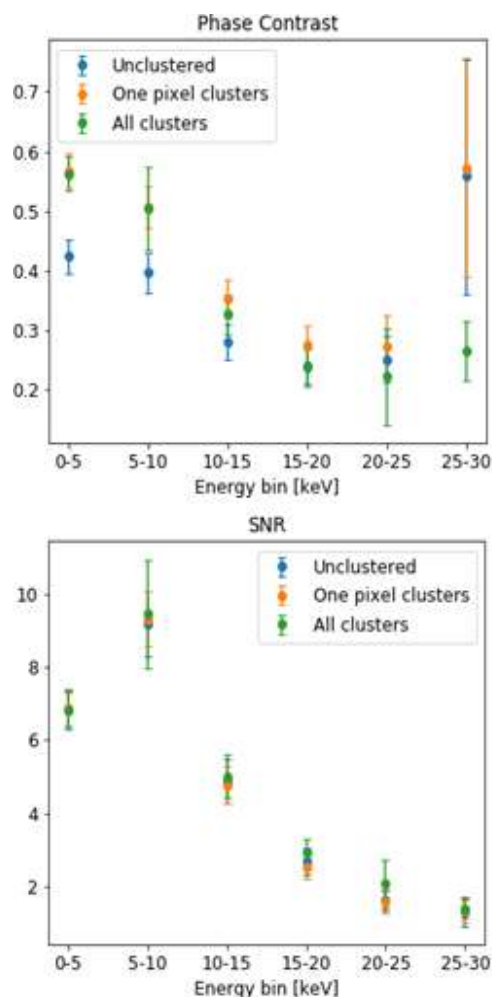 Phase Contrast
Unclustered
One pixel clusters
All clusters
0.7
0.6
0.5
0.4
0.3
0.2
0-5 5-10 10-15 15-20 20-25 25-30
Energy bin [keV]
SNR
Unclustered
One pixel clusters
All clusters
10
8
6
4
2
0-5 5-10 10-15 15-20 20-25 25-30
Energy bin [keV]